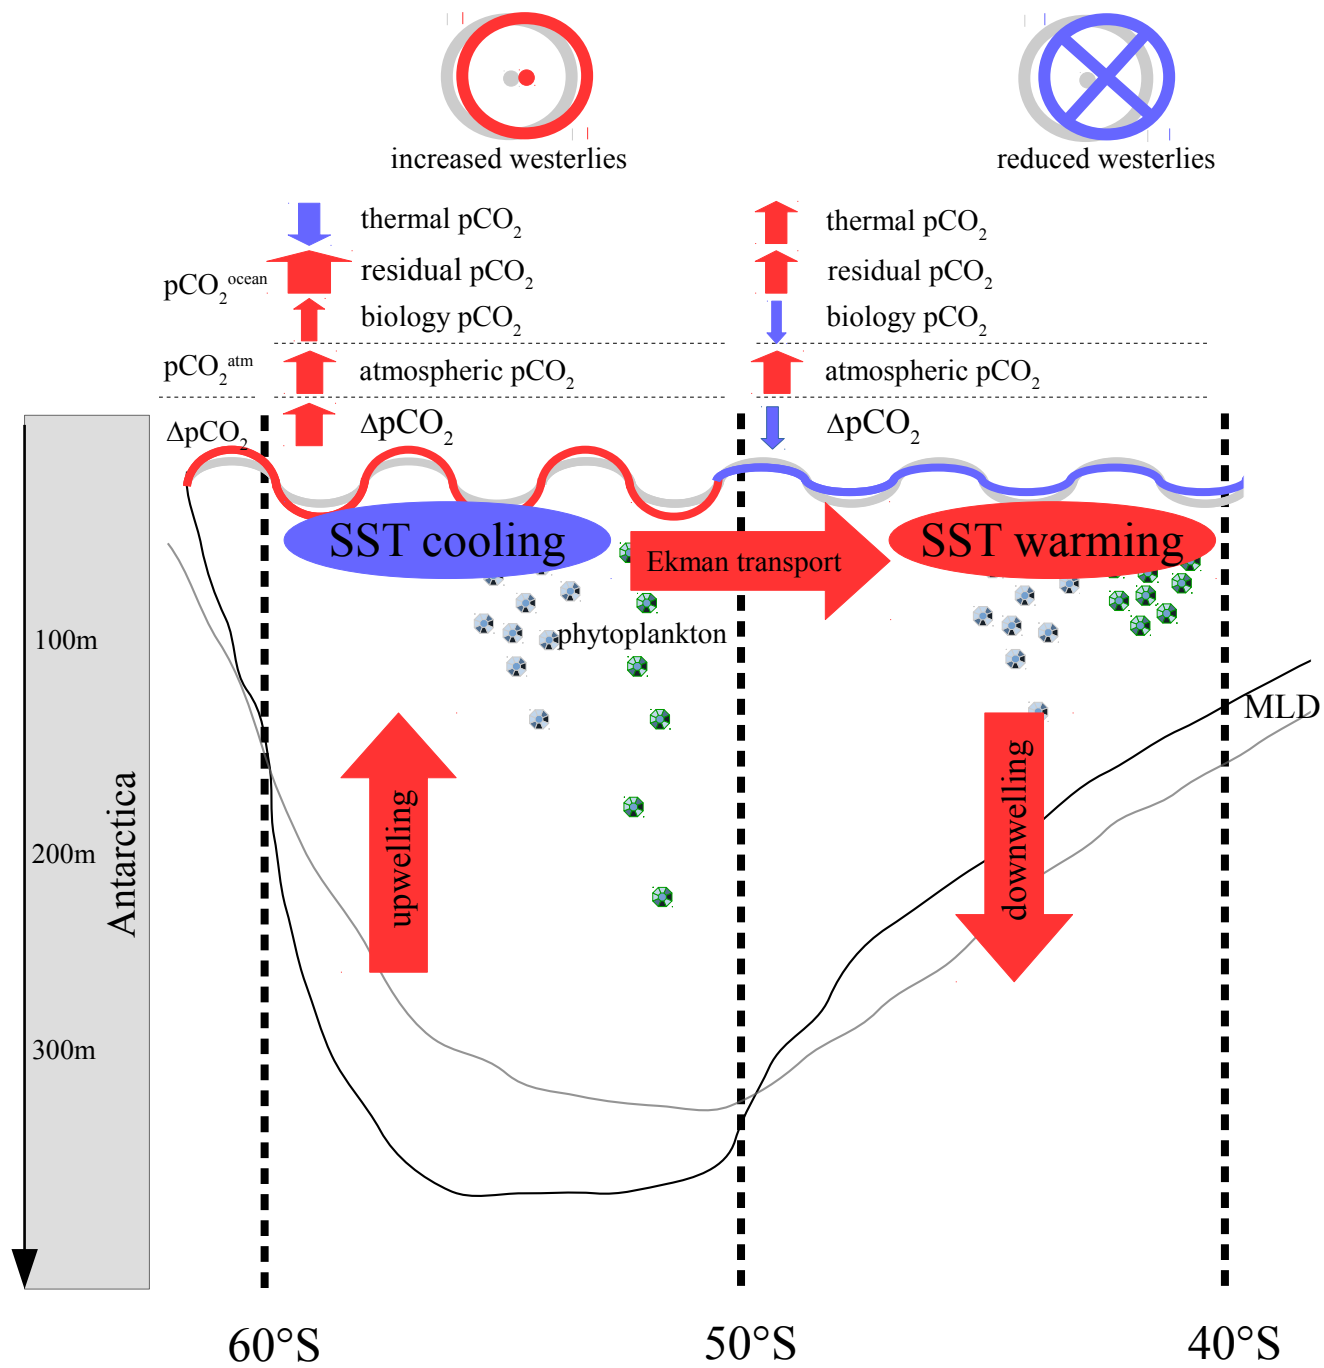 increased westerlies
reduced westerlies
thermal pCO₂
residual pCO₂
biology pCO₂
atmospheric pCO₂
ΔpCO₂
thermal pCO₂
residual pCO₂
biology pCO₂
atmospheric pCO₂
ΔpCO₂
pCO₂ᵒᶜᵉᵃⁿ
pCO₂ᵃᵗᵐ
ΔpCO₂
SST cooling
Ekman transport
SST warming
phytoplankton
upwelling
downwelling
MLD
Antarctica
100m
200m
300m
60°S
50°S
40°S